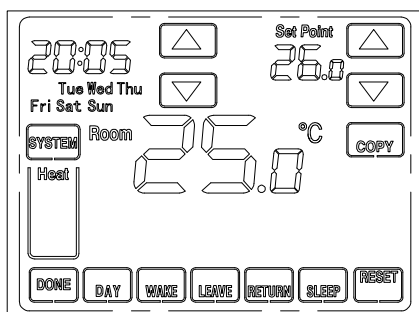 20:05
Set Point
26.0
Tue Wed Thu
Fri Sat Sun
SYSTEM
Room
25.0
°C
COPY
Heat
DONE
DAY
WAKE
LEAVE
RETURN
SLEEP
RESET